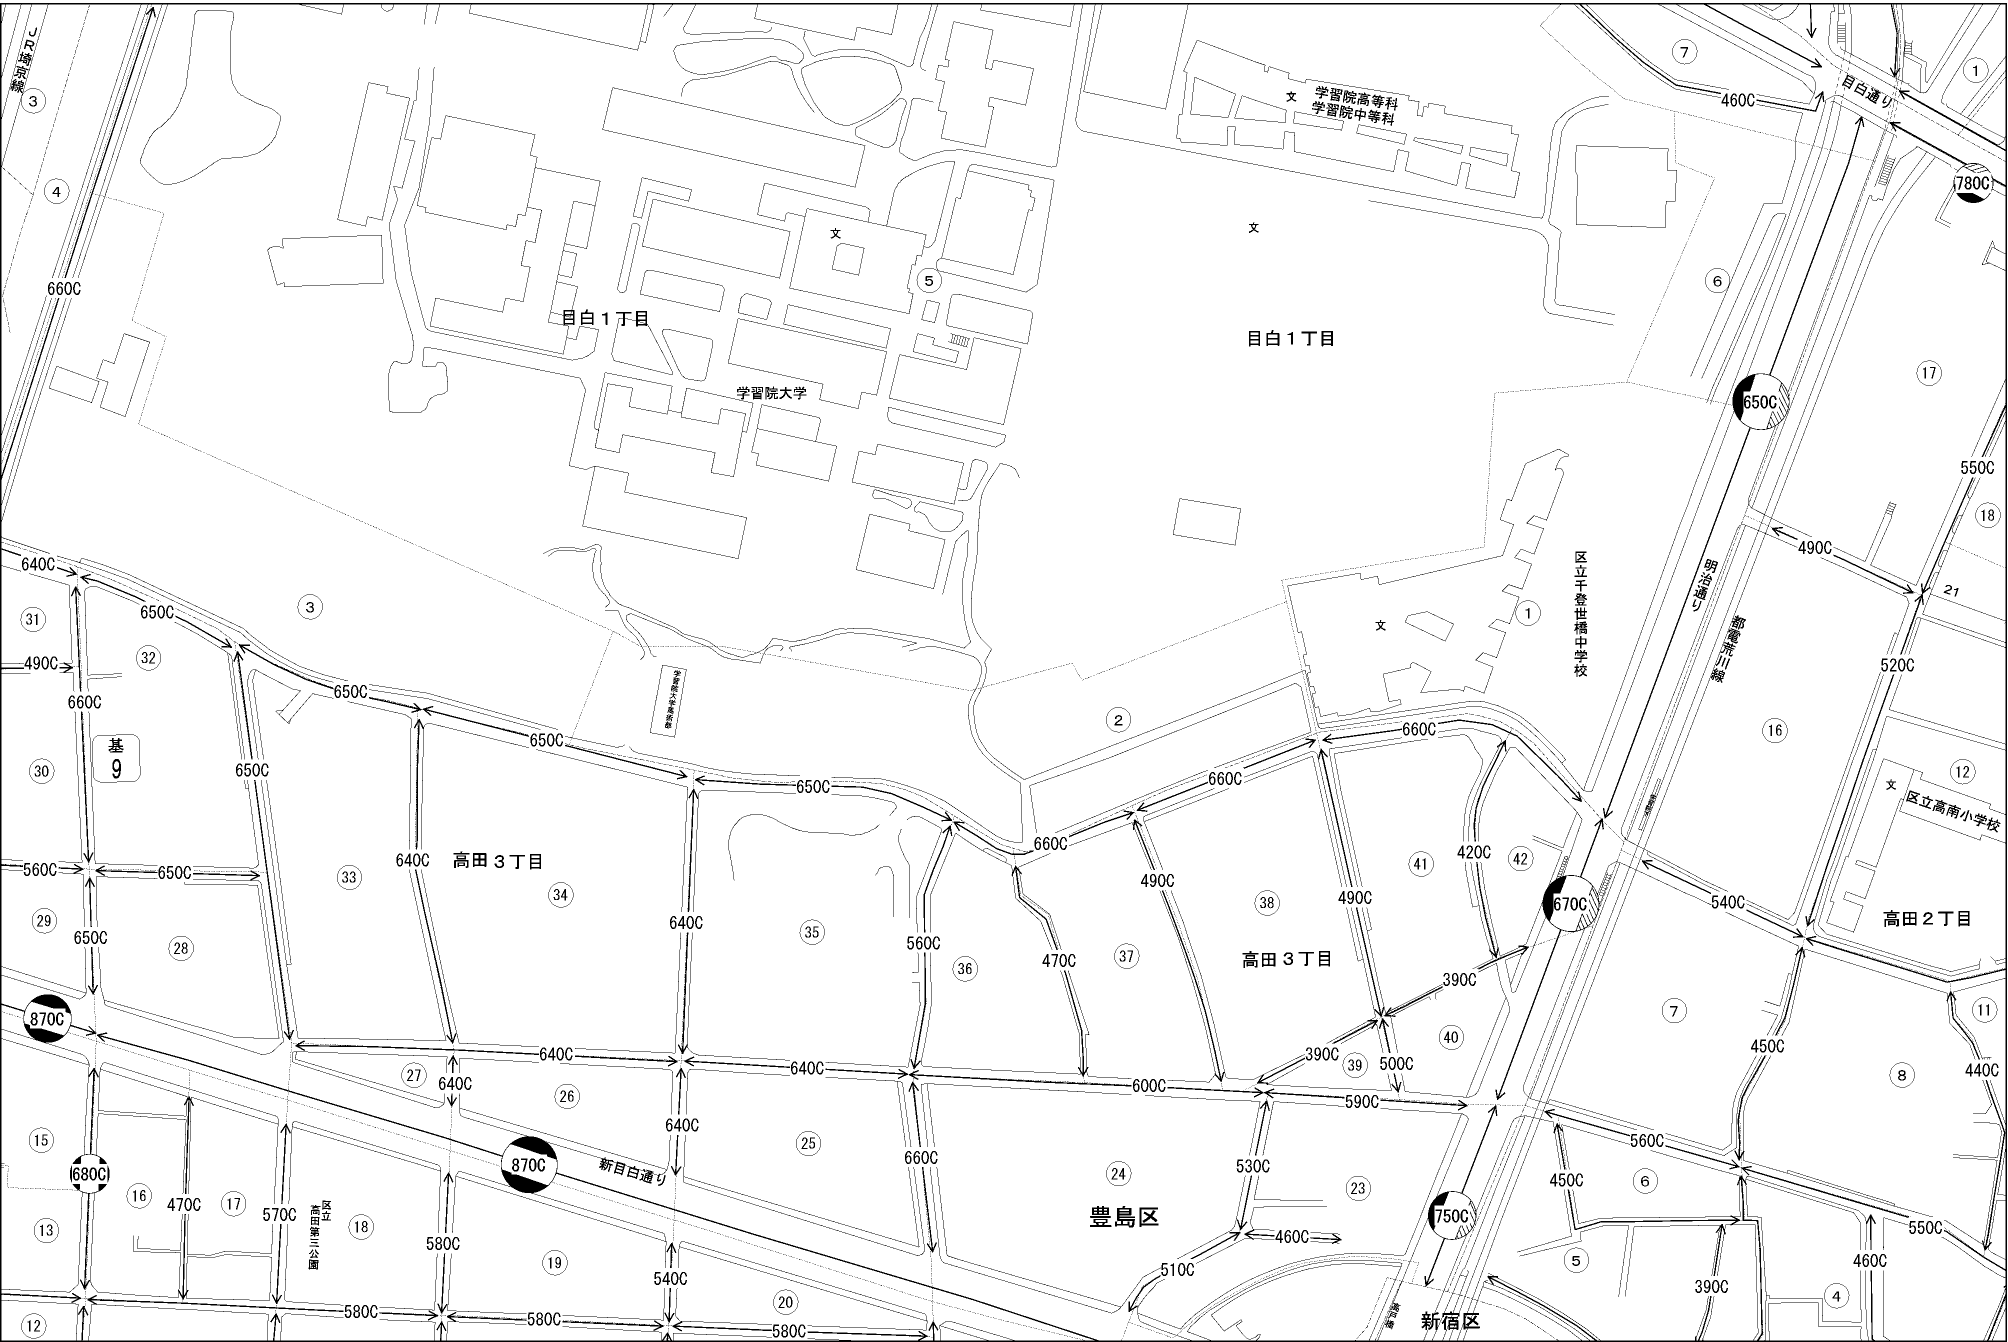 JR埼京線
③
④
660C
目白１丁目
⑤
学習院大学
文
学習院高等科
文
学習院中等科
文
目白１丁目
⑥
⑦
460C
目白通り
①
780C
⑰
650C
550C
⑱
490C
21
明治通り
都電荒川線
520C
⑯
区立千登世橋中学校
①
文
②
③
640C
650C
㉛
㉜
490C
660C
基
9
㉚
650C
650C
650C
650C
660C
660C
660C
⑫
文
区立高南小学校
560C
650C
650C
㉝
640C
高田３丁目
㉞
640C
㉟
560C
㊱
470C
㊲
490C
㊳
高田３丁目
490C
㊶
420C
㊷
670C
540C
高田２丁目
㉙
650C
㉘
390C
⑦
450C
⑪
440C
⑧
870C
640C
640C
600C
390C
㊴
500C
㊵
590C
㉗
640C
㉖
640C
㉕
660C
㉔
530C
㉓
560C
450C
⑥
550C
⑮
680C
⑯
470C
⑰
570C
区立
高田第三公園
⑱
580C
870C
新目白通り
豊島区
750C
⑬
⑲
540C
510C
460C
⑤
390C
460C
④
⑫
580C
580C
⑳
580C
高戸橋
新宿区